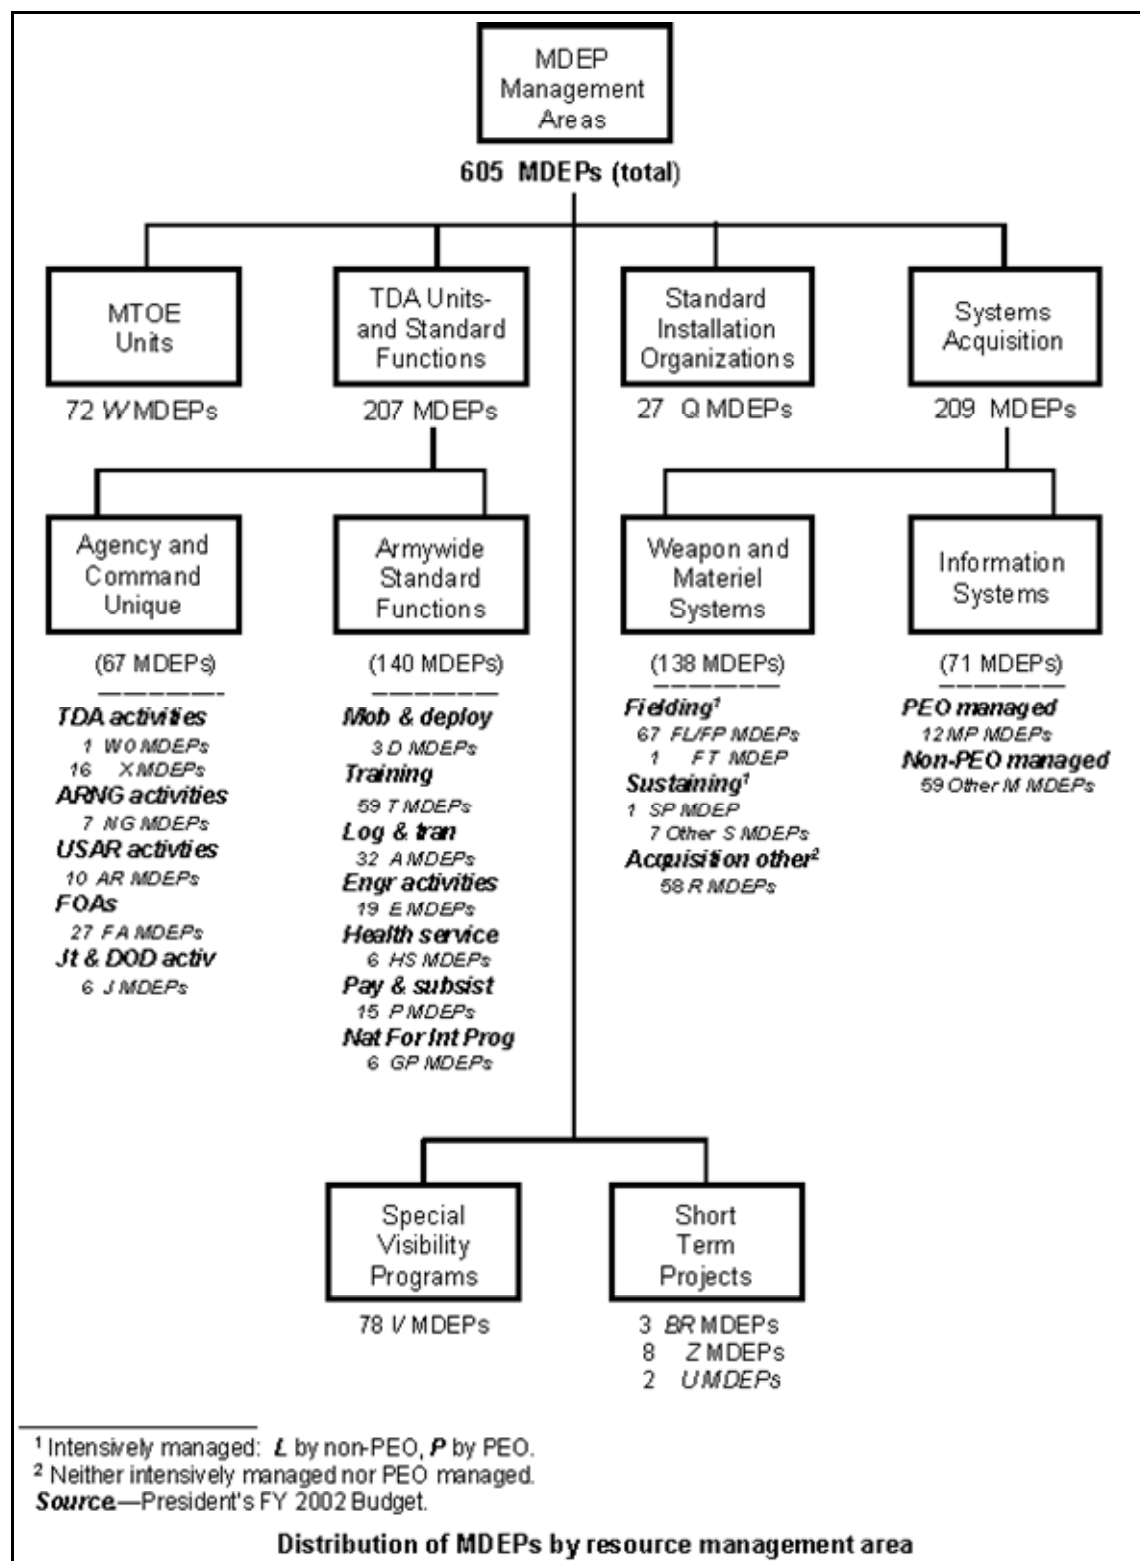 MDEP
Management
Areas
605 MDEPs (total)
MTOE
Units
72 W MDEPs
TDA Units-
and Standard
Functions
207 MDEPs
Standard
Installation
Organizations
27 Q MDEPs
Systems
Acquisition
209 MDEPs
Agency and
Command
Unique
(67 MDEPs)
TDA activities
1 W0 MDEPs
16 X MDEPs
ARNG activities
7 NG MDEPs
USAR activties
10 AR MDEPs
FOAs
27 FA MDEPs
Jt & DOD activ
6 J MDEPs
Armywide
Standard
Functions
(140 MDEPs)
Mob & deploy
3 D MDEPs
Training
59 T MDEPs
Log & tran
32 A MDEPs
Engr activities
19 E MDEPs
Health service
6 HS MDEPs
Pay & subsist
15 P MDEPs
Nat For Int Prog
6 GP MDEPs
Weapon and
Materiel
Systems
(138 MDEPs)
Fielding¹
67 FL/FP MDEPs
1 FT MDEP
Sustaining¹
1 SP MDEP
7 Other S MDEPs
Acquisition other²
58 R MDEPs
Information
Systems
(71 MDEPs)
PEO managed
12 MP MDEPs
Non-PEO managed
59 Other M MDEPs
Special
Visibility
Programs
78 V MDEPs
Short
Term
Projects
3 BR MDEPs
8 Z MDEPs
2 U MDEPs
¹ Intensively managed: L by non-PEO, P by PEO.
² Neither intensively managed nor PEO managed.
Source—President's FY 2002 Budget.
Distribution of MDEPs by resource management area